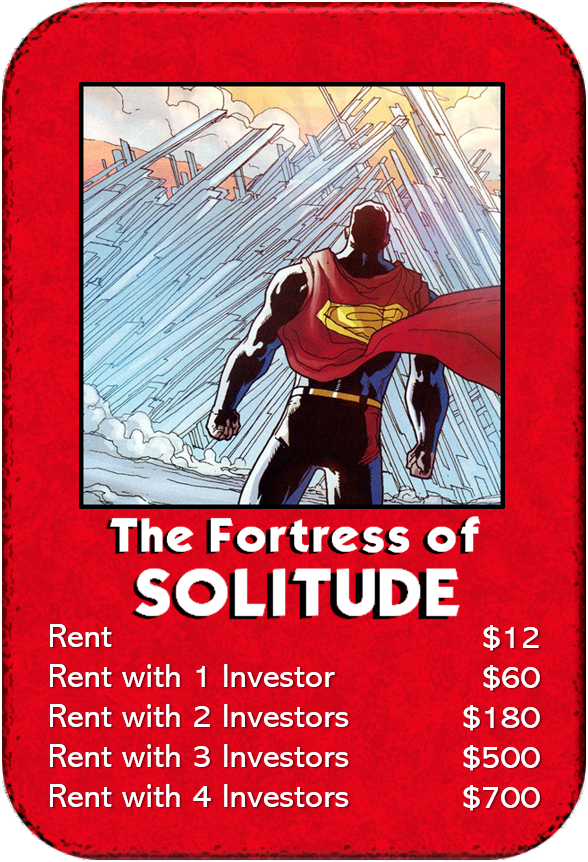 The Fortress of
SOLITUDE
Rent $12
Rent with 1 Investor $60
Rent with 2 Investors $180
Rent with 3 Investors $500
Rent with 4 Investors $700